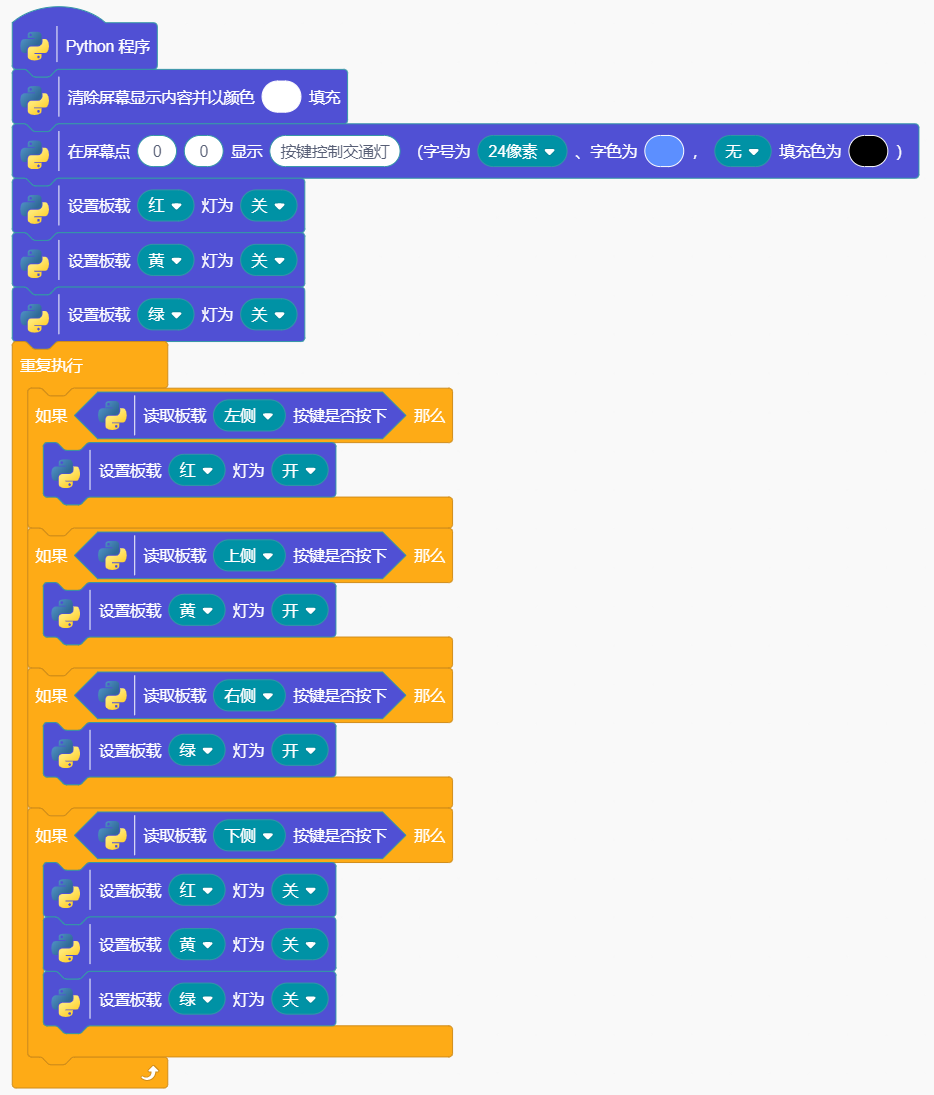 Python 程序
清除屏幕显示内容并以颜色 填充
在屏幕点 0 0 显示 按键控制交通灯 (字号为 24像素 、字色为 , 无 填充色为 )
设置板载 红 灯为 关
设置板载 黄 灯为 关
设置板载 绿 灯为 关
重复执行
如果 读取板载 左侧 按键是否按下 那么
设置板载 红 灯为 开
如果 读取板载 上侧 按键是否按下 那么
设置板载 黄 灯为 开
如果 读取板载 右侧 按键是否按下 那么
设置板载 绿 灯为 开
如果 读取板载 下侧 按键是否按下 那么
设置板载 红 灯为 关
设置板载 黄 灯为 关
设置板载 绿 灯为 关